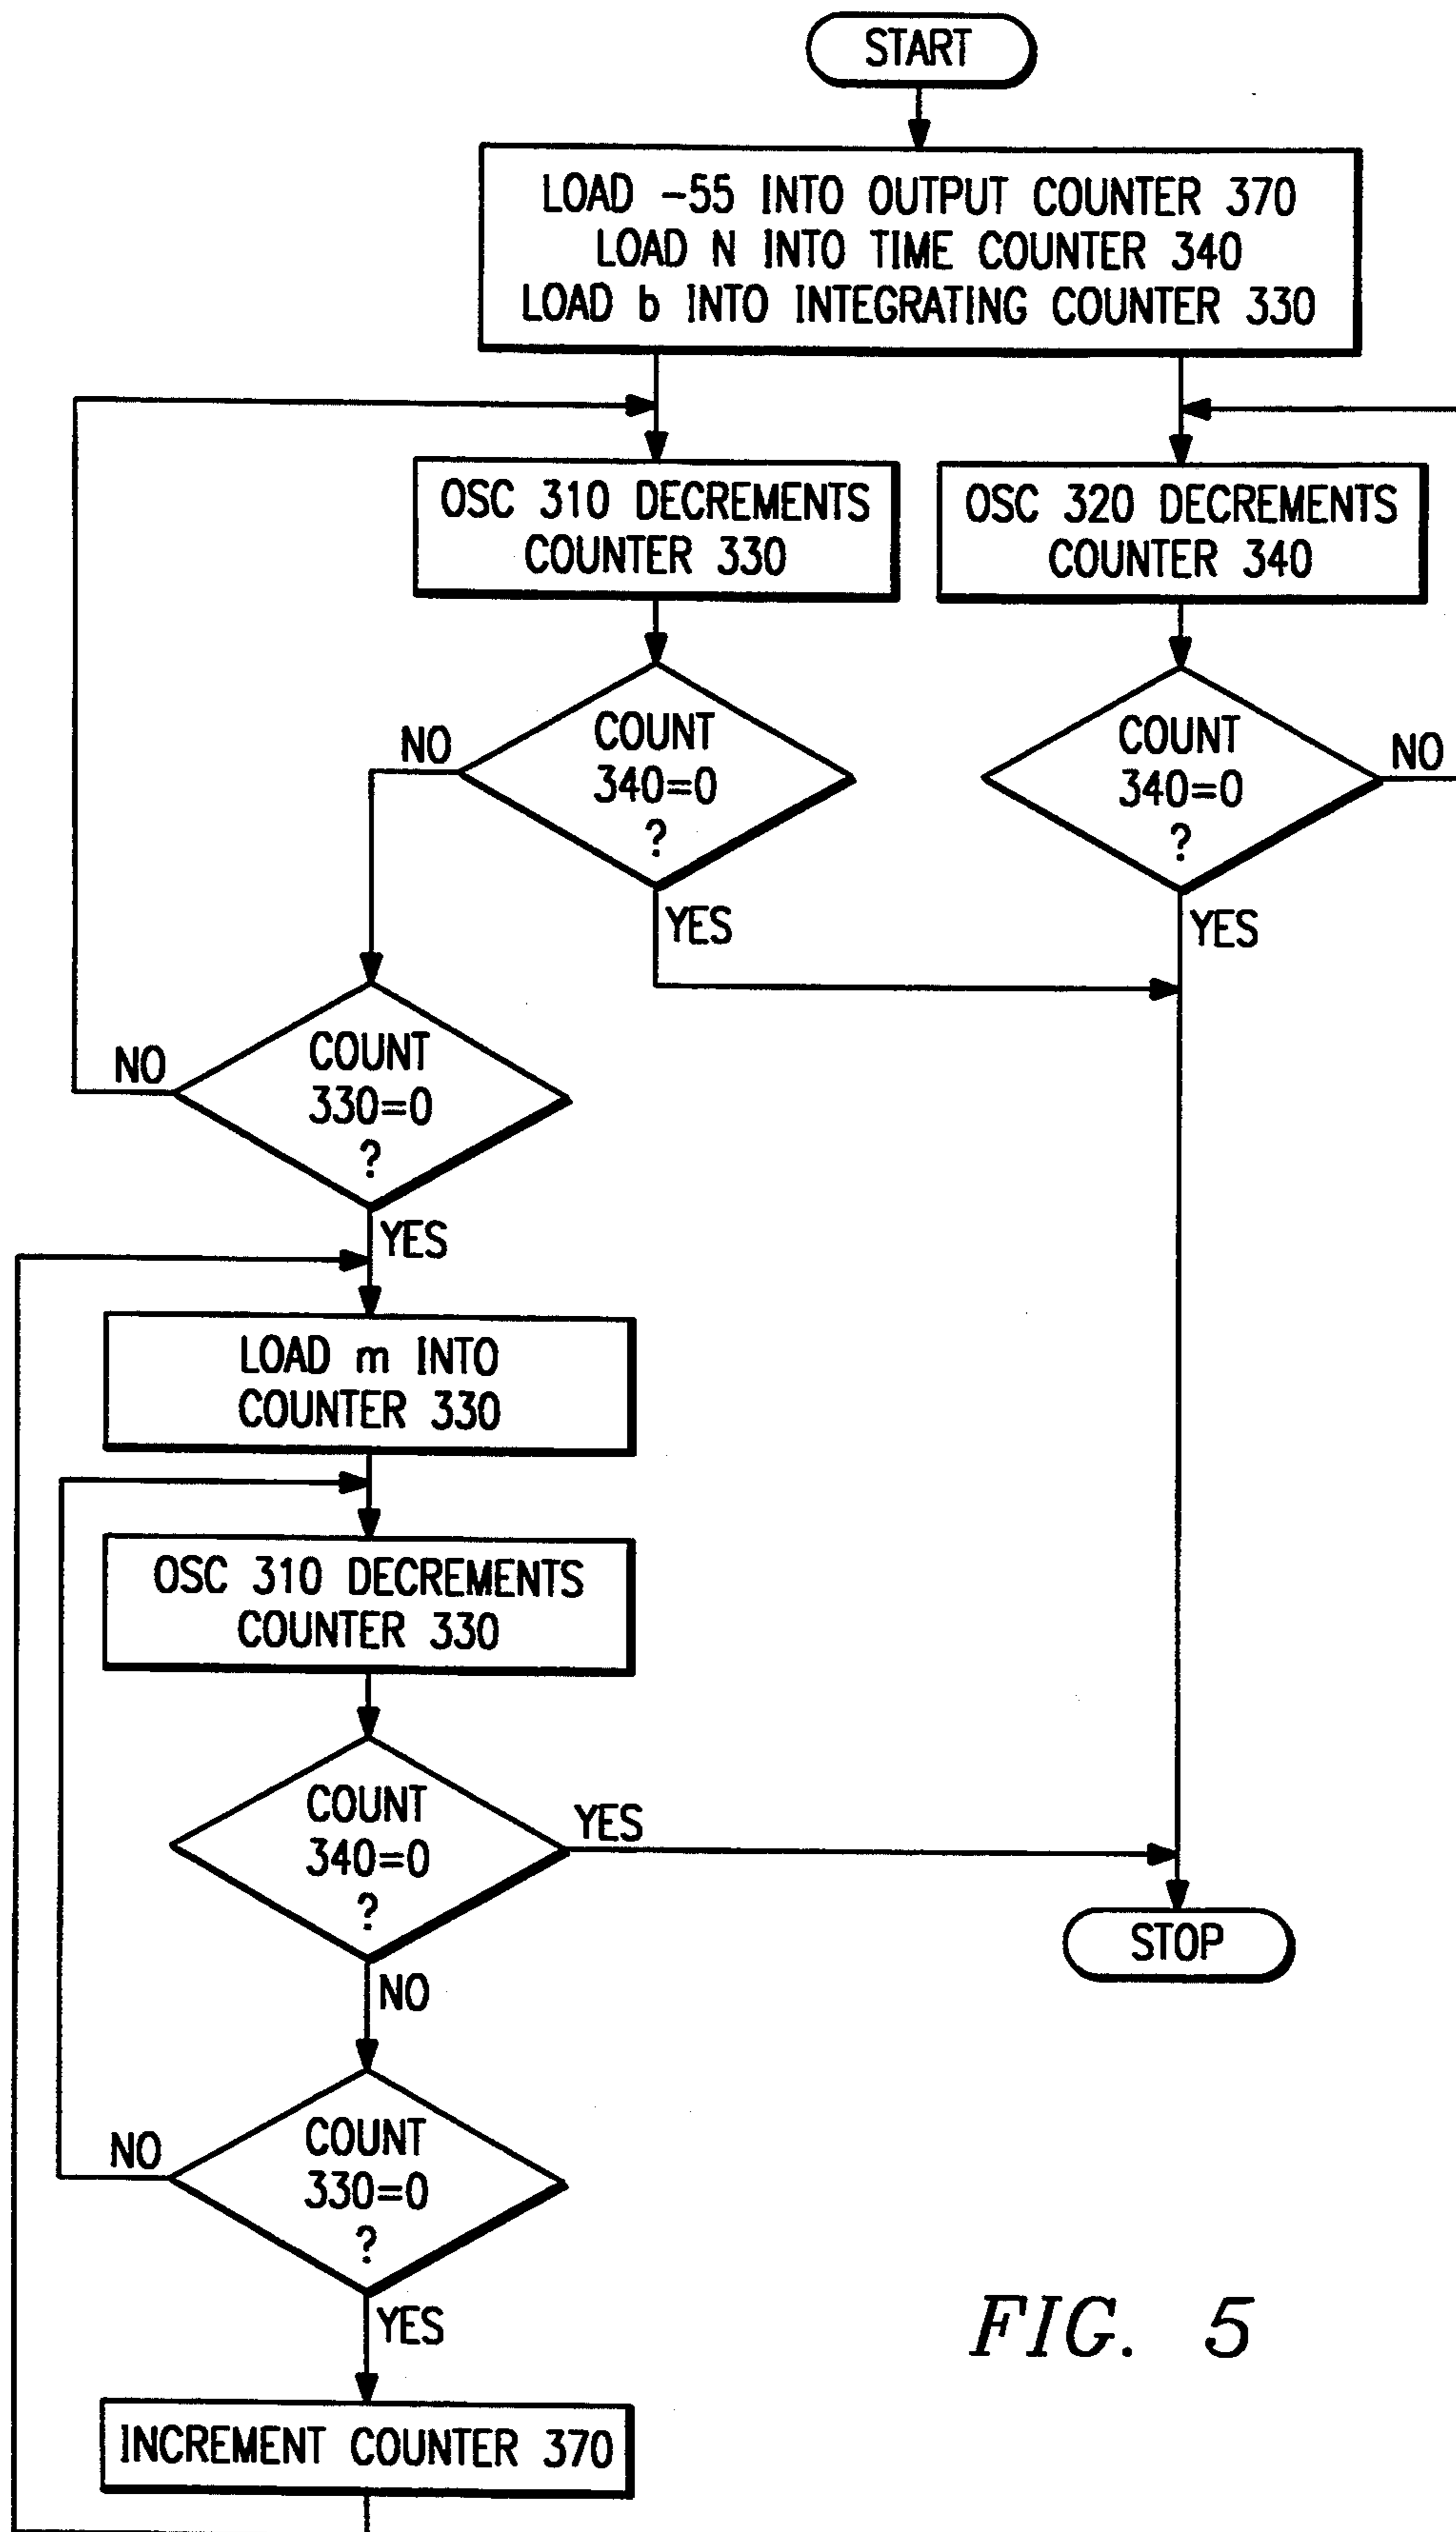 START
LOAD -55 INTO OUTPUT COUNTER 370
LOAD N INTO TIME COUNTER 340
LOAD b INTO INTEGRATING COUNTER 330
OSC 310 DECREMENTS
COUNTER 330
OSC 320 DECREMENTS
COUNTER 340
COUNT
340=0
?
NO
YES
COUNT
340=0
?
NO
YES
COUNT
330=0
?
NO
YES
LOAD m INTO
COUNTER 330
OSC 310 DECREMENTS
COUNTER 330
COUNT
340=0
?
YES
NO
STOP
COUNT
330=0
?
NO
YES
INCREMENT COUNTER 370
FIG. 5